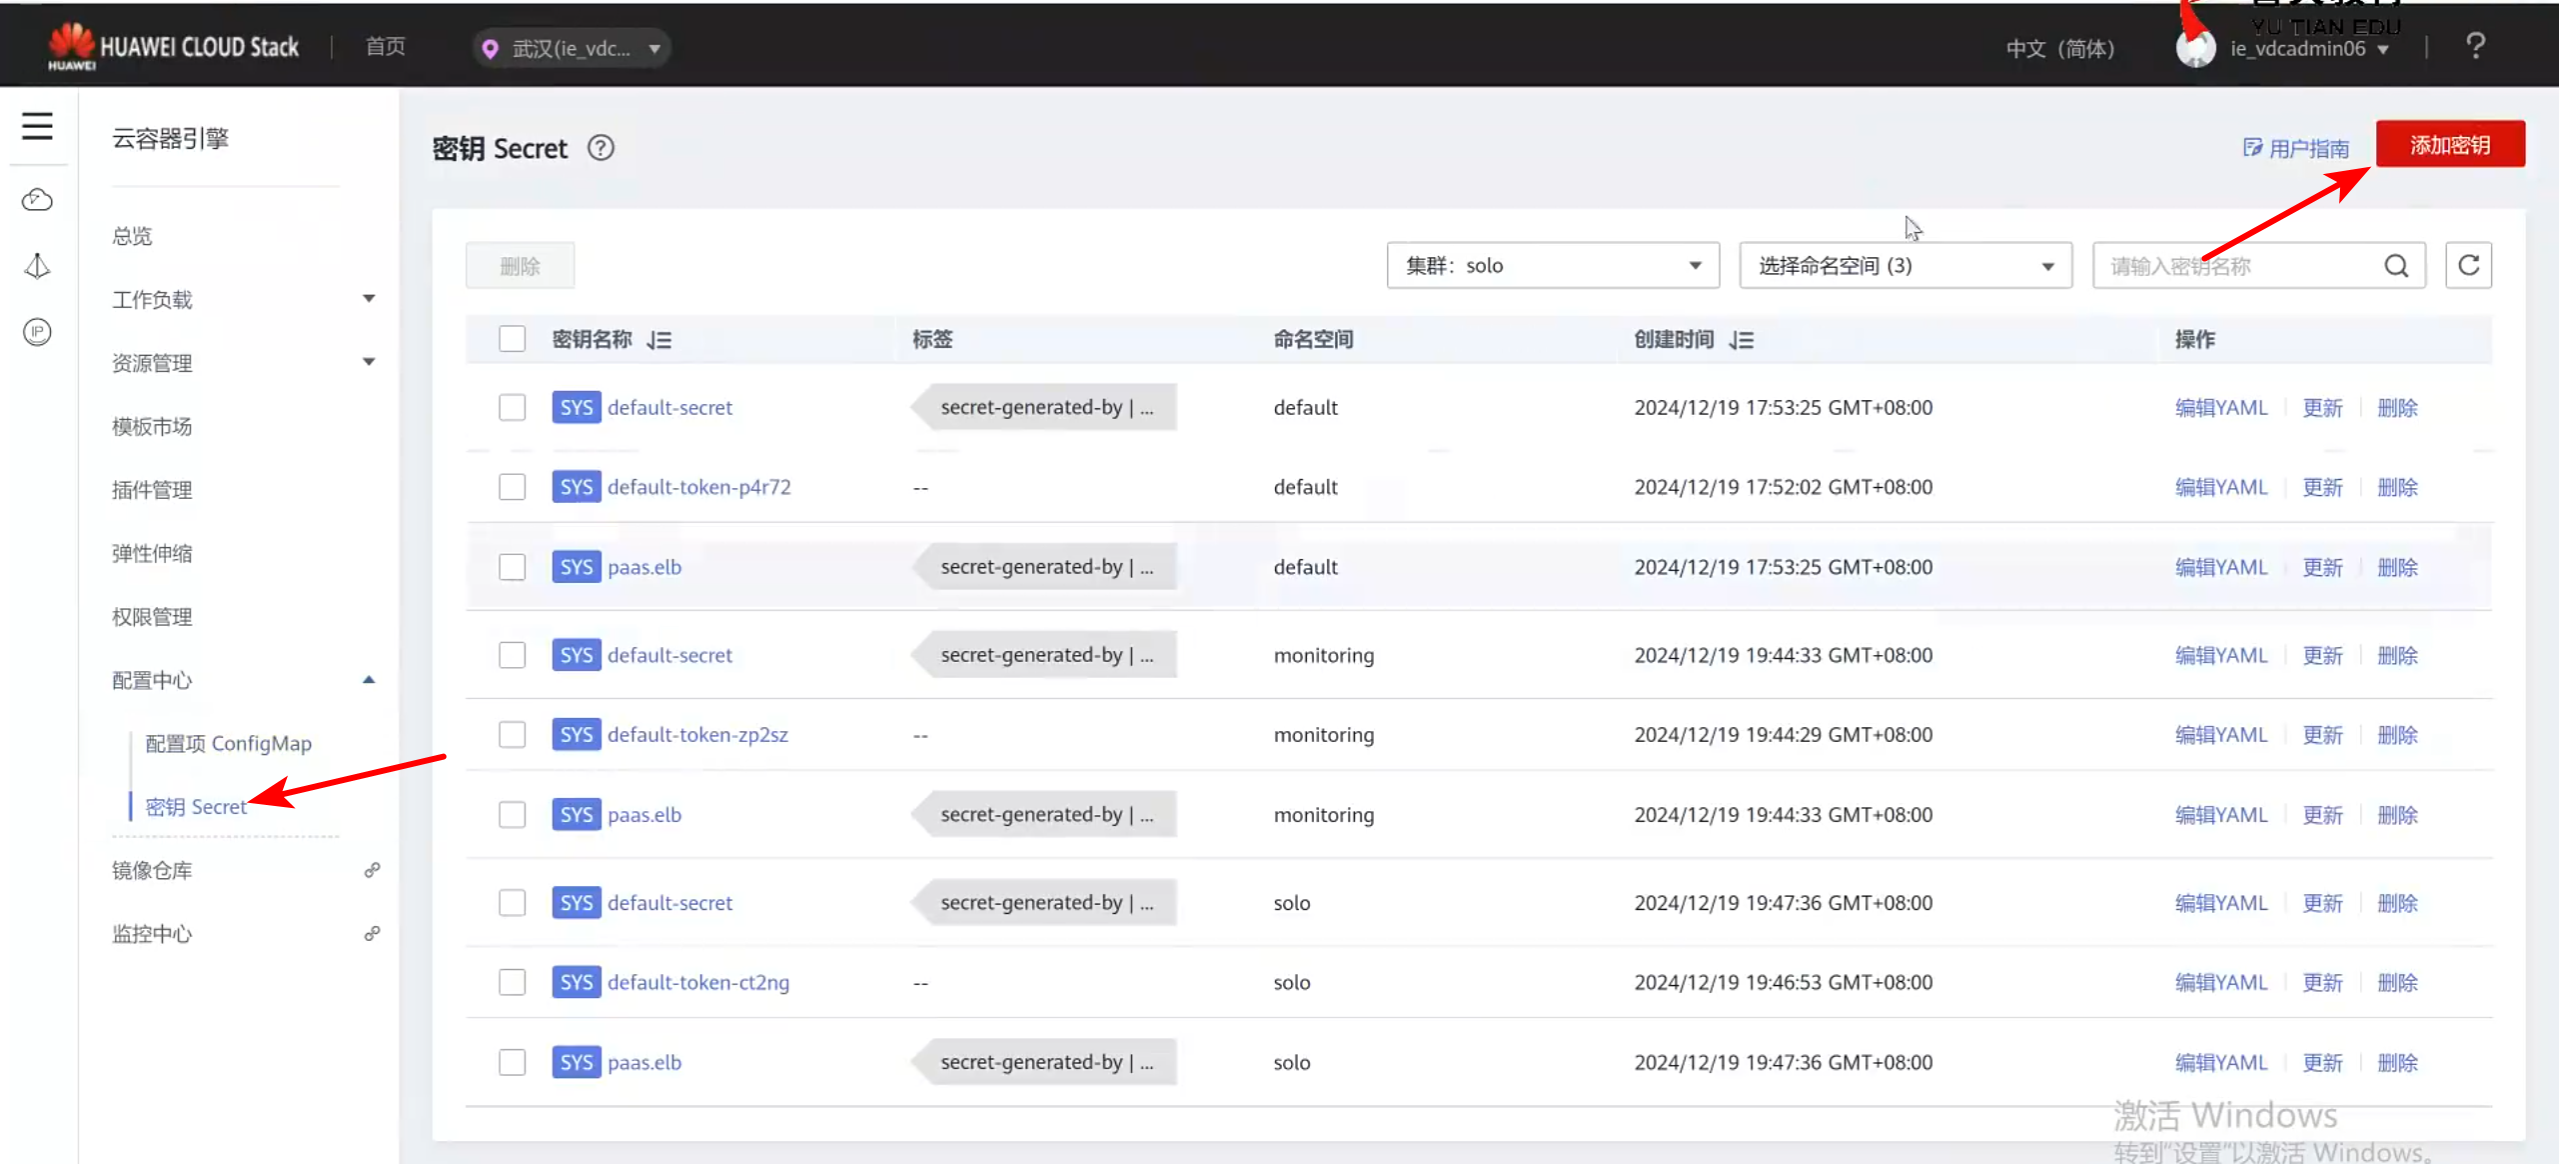 YU TIAN EDU
HUAWEI
HUAWEI CLOUD Stack
首页
武汉(ie_vdc...
中文（简体）
ie_vdcadmin06
?
云容器引擎
总览
工作负载
资源管理
模板市场
插件管理
弹性伸缩
权限管理
配置中心
配置项 ConfigMap
密钥 Secret
镜像仓库
监控中心
IP
密钥 Secret ?
用户指南
添加密钥
删除
集群：solo
选择命名空间 (3)
请输入密钥名称
密钥名称 标签 命名空间 创建时间 操作
SYS default-secret secret-generated-by | ... default 2024/12/19 17:53:25 GMT+08:00 编辑YAML 更新 删除
SYS default-token-p4r72 -- default 2024/12/19 17:52:02 GMT+08:00 编辑YAML 更新 删除
SYS paas.elb secret-generated-by | ... default 2024/12/19 17:53:25 GMT+08:00 编辑YAML 更新 删除
SYS default-secret secret-generated-by | ... monitoring 2024/12/19 19:44:33 GMT+08:00 编辑YAML 更新 删除
SYS default-token-zp2sz -- monitoring 2024/12/19 19:44:29 GMT+08:00 编辑YAML 更新 删除
SYS paas.elb secret-generated-by | ... monitoring 2024/12/19 19:44:33 GMT+08:00 编辑YAML 更新 删除
SYS default-secret secret-generated-by | ... solo 2024/12/19 19:47:36 GMT+08:00 编辑YAML 更新 删除
SYS default-token-ct2ng -- solo 2024/12/19 19:46:53 GMT+08:00 编辑YAML 更新 删除
SYS paas.elb secret-generated-by | ... solo 2024/12/19 19:47:36 GMT+08:00 编辑YAML 更新 删除
激活 Windows
转到"设置"以激活 Windows。